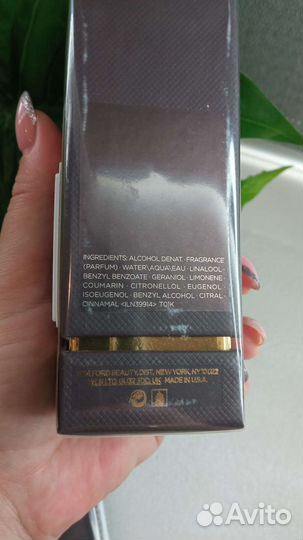 INGREDIENTS: ALCOHOL DENAT · FRAGRANCE
(PARFUM) · WATER\AQUA\EAU · LINALOOL ·
BENZYL BENZOATE · GERANIOL · LIMONENE
COUMARIN · CITRONELLOL · EUGENOL
ISOEUGENOL · BENZYL ALCOHOL · CITRAL
CINNAMAL <ILN39914> T01K
FORD BEAUTY, DIST. NEW YORK, NY 10022
UK. MADE IN U.S.A.
Avito